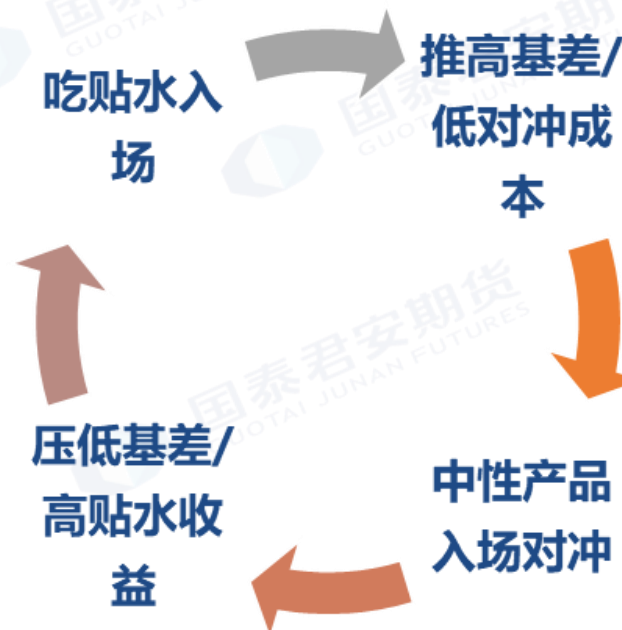 吃贴水入
场
推高基差/
低对冲成
本
中性产品
入场对冲
压低基差/
高贴水收
益
国泰君安期货
GUOTAI JUNAN FUTURES